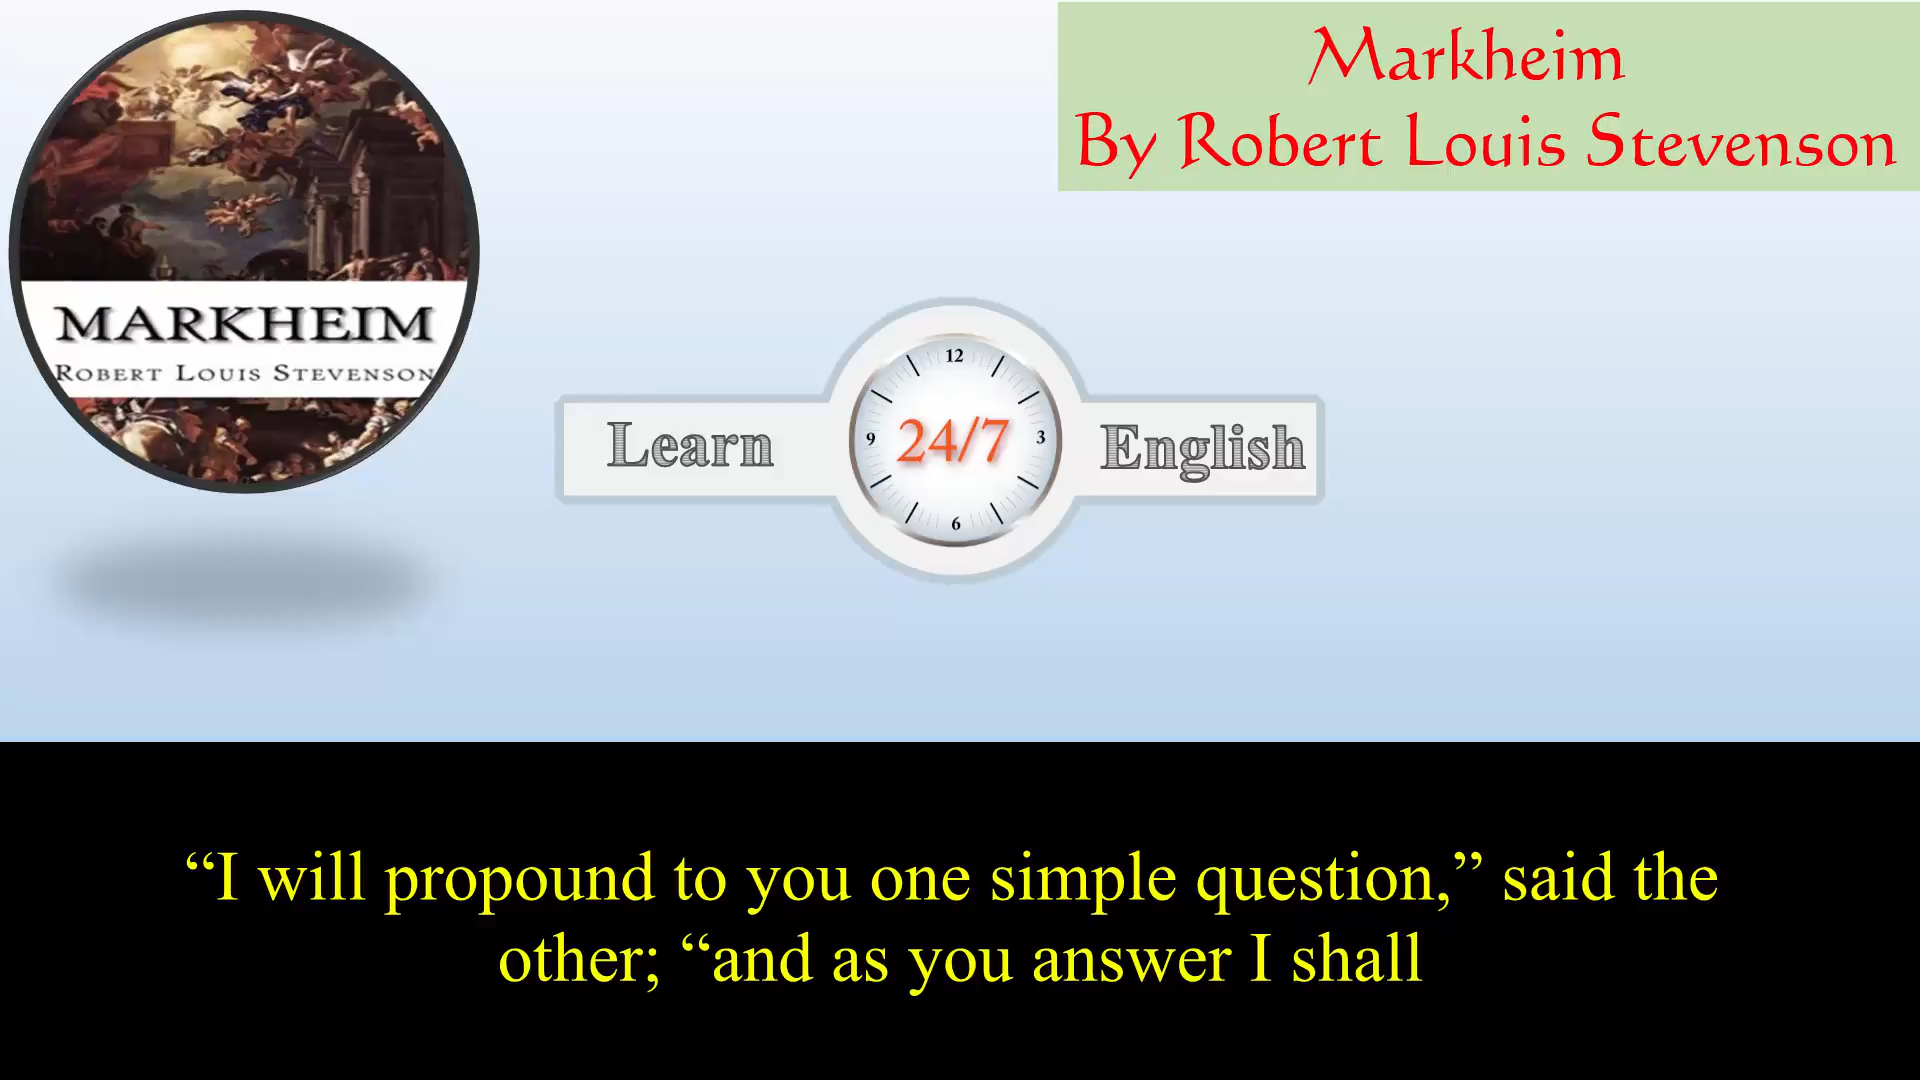 Markheim
By Robert Louis Stevenson
MARKHEIM
ROBERT LOUIS STEVENSON
Learn
12
9
24/7
3
6
English
“I will propound to you one simple question,” said the
other; “and as you answer I shall